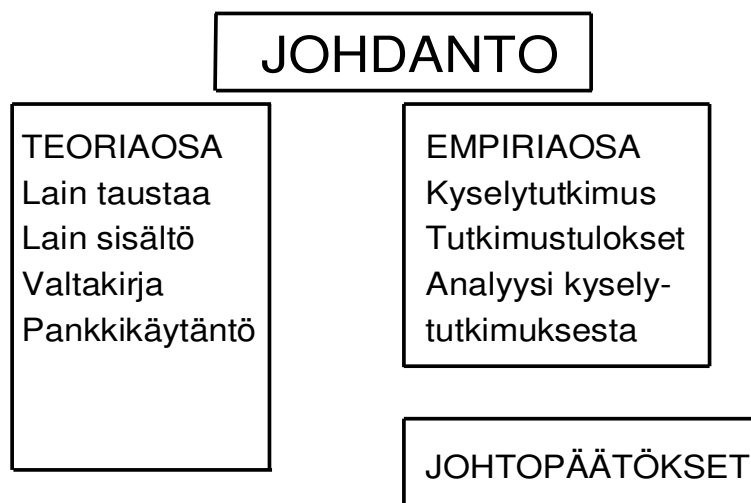 JOHDANTO
TEORIAOSA
Lain taustaa
Lain sisältö
Valtakirja
Pankkikäytäntö
EMPIRIAOSA
Kyselytutkimus
Tutkimustulokset
Analyysi kysely-
tutkimuksesta
JOHTOPÄÄTÖKSET